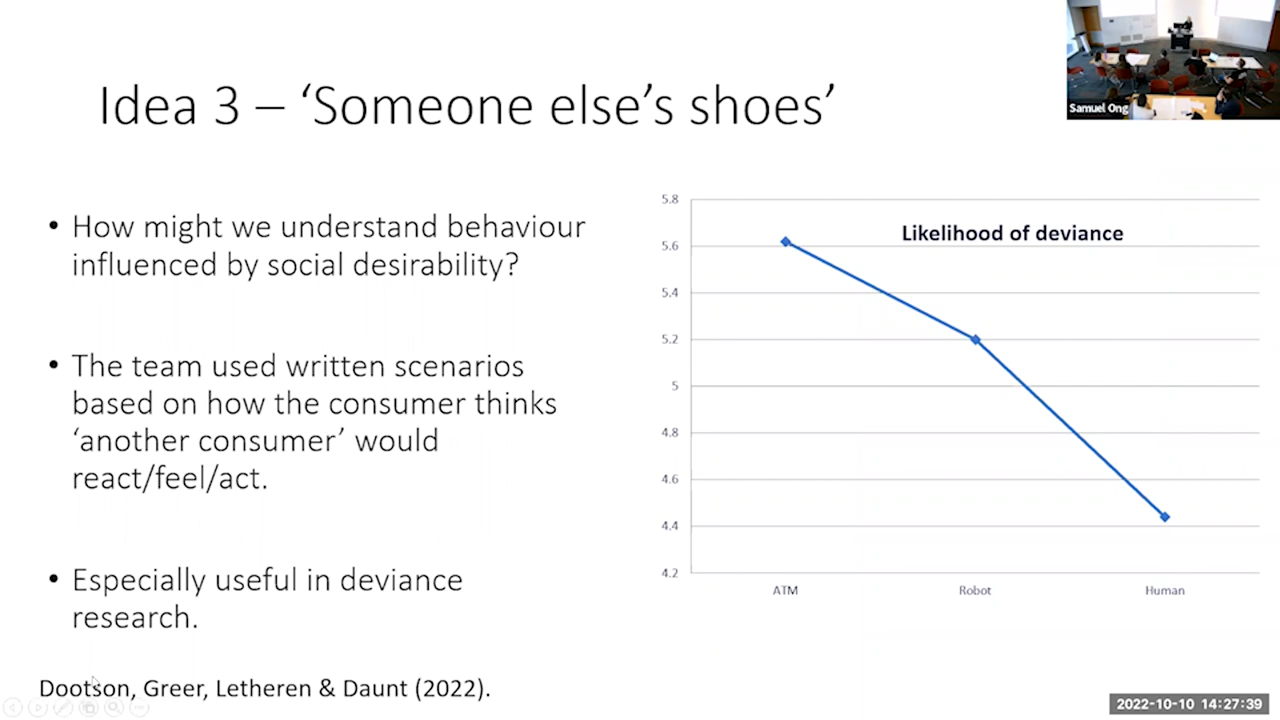 Idea 3 – ‘Someone else’s shoes’
Samuel Ong
• How might we understand behaviour
influenced by social desirability?
• The team used written scenarios
based on how the consumer thinks
‘another consumer’ would
react/feel/act.
• Especially useful in deviance
research.
Dootson, Greer, Letheren & Daunt (2022).
Likelihood of deviance
5.8
5.6
5.4
5.2
5
4.8
4.6
4.4
4.2
ATM Robot Human
2022-10-10 14:27:39